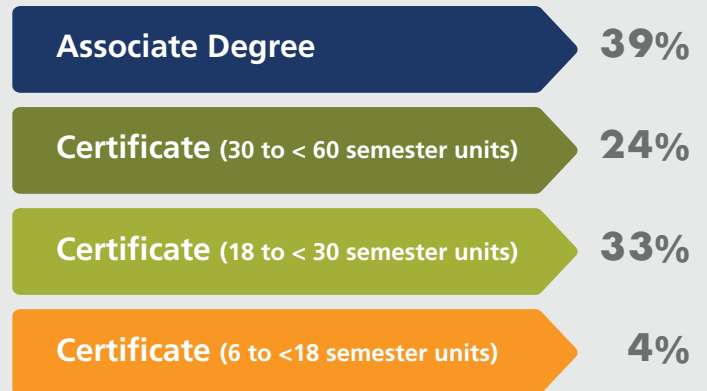 Associate Degree 39%
Certificate (30 to < 60 semester units) 24%
Certificate (18 to < 30 semester units) 33%
Certificate (6 to <18 semester units) 4%